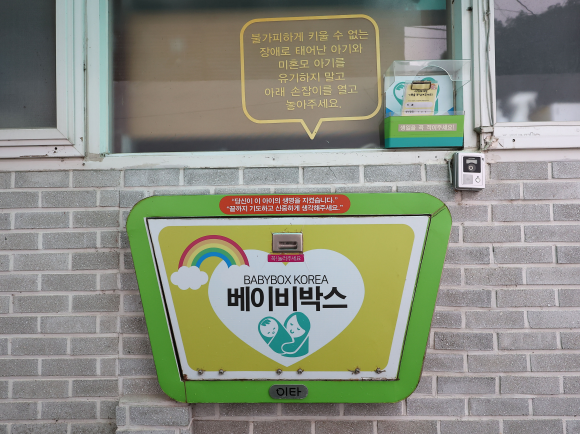 불가피하게 키울 수 없는
장애로 태어난 아기와
미혼모 아기를
유기하지 말고
아래 손잡이를 열고
놓아주세요.
"당신이 이 아이의 생명을 지켰습니다."
"끝까지 기도하고 신중하게 생각해주세요."
BABYBOX KOREA
베이비박스